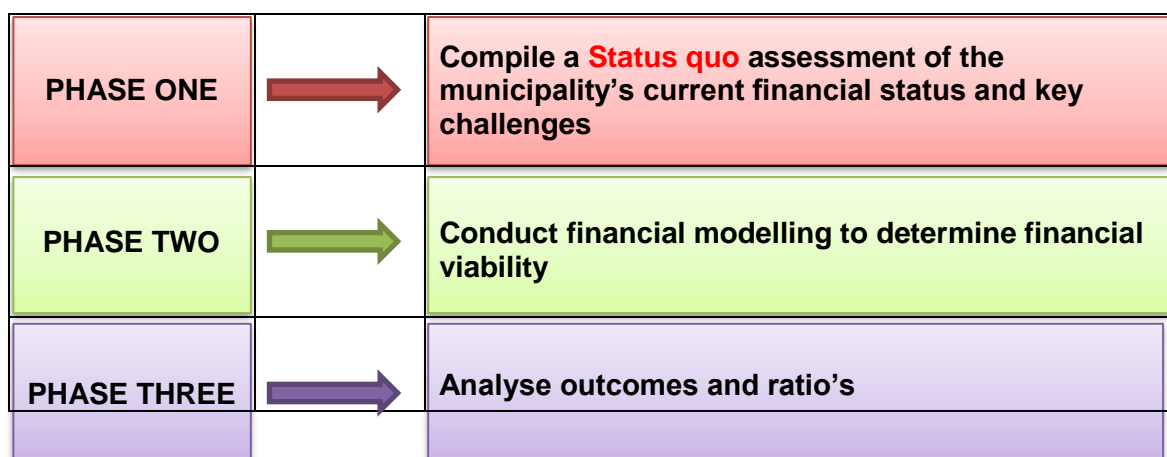 PHASE ONE
Compile a Status quo assessment of the
municipality’s current financial status and key
challenges
PHASE TWO
Conduct financial modelling to determine financial
viability
PHASE THREE
Analyse outcomes and ratio’s